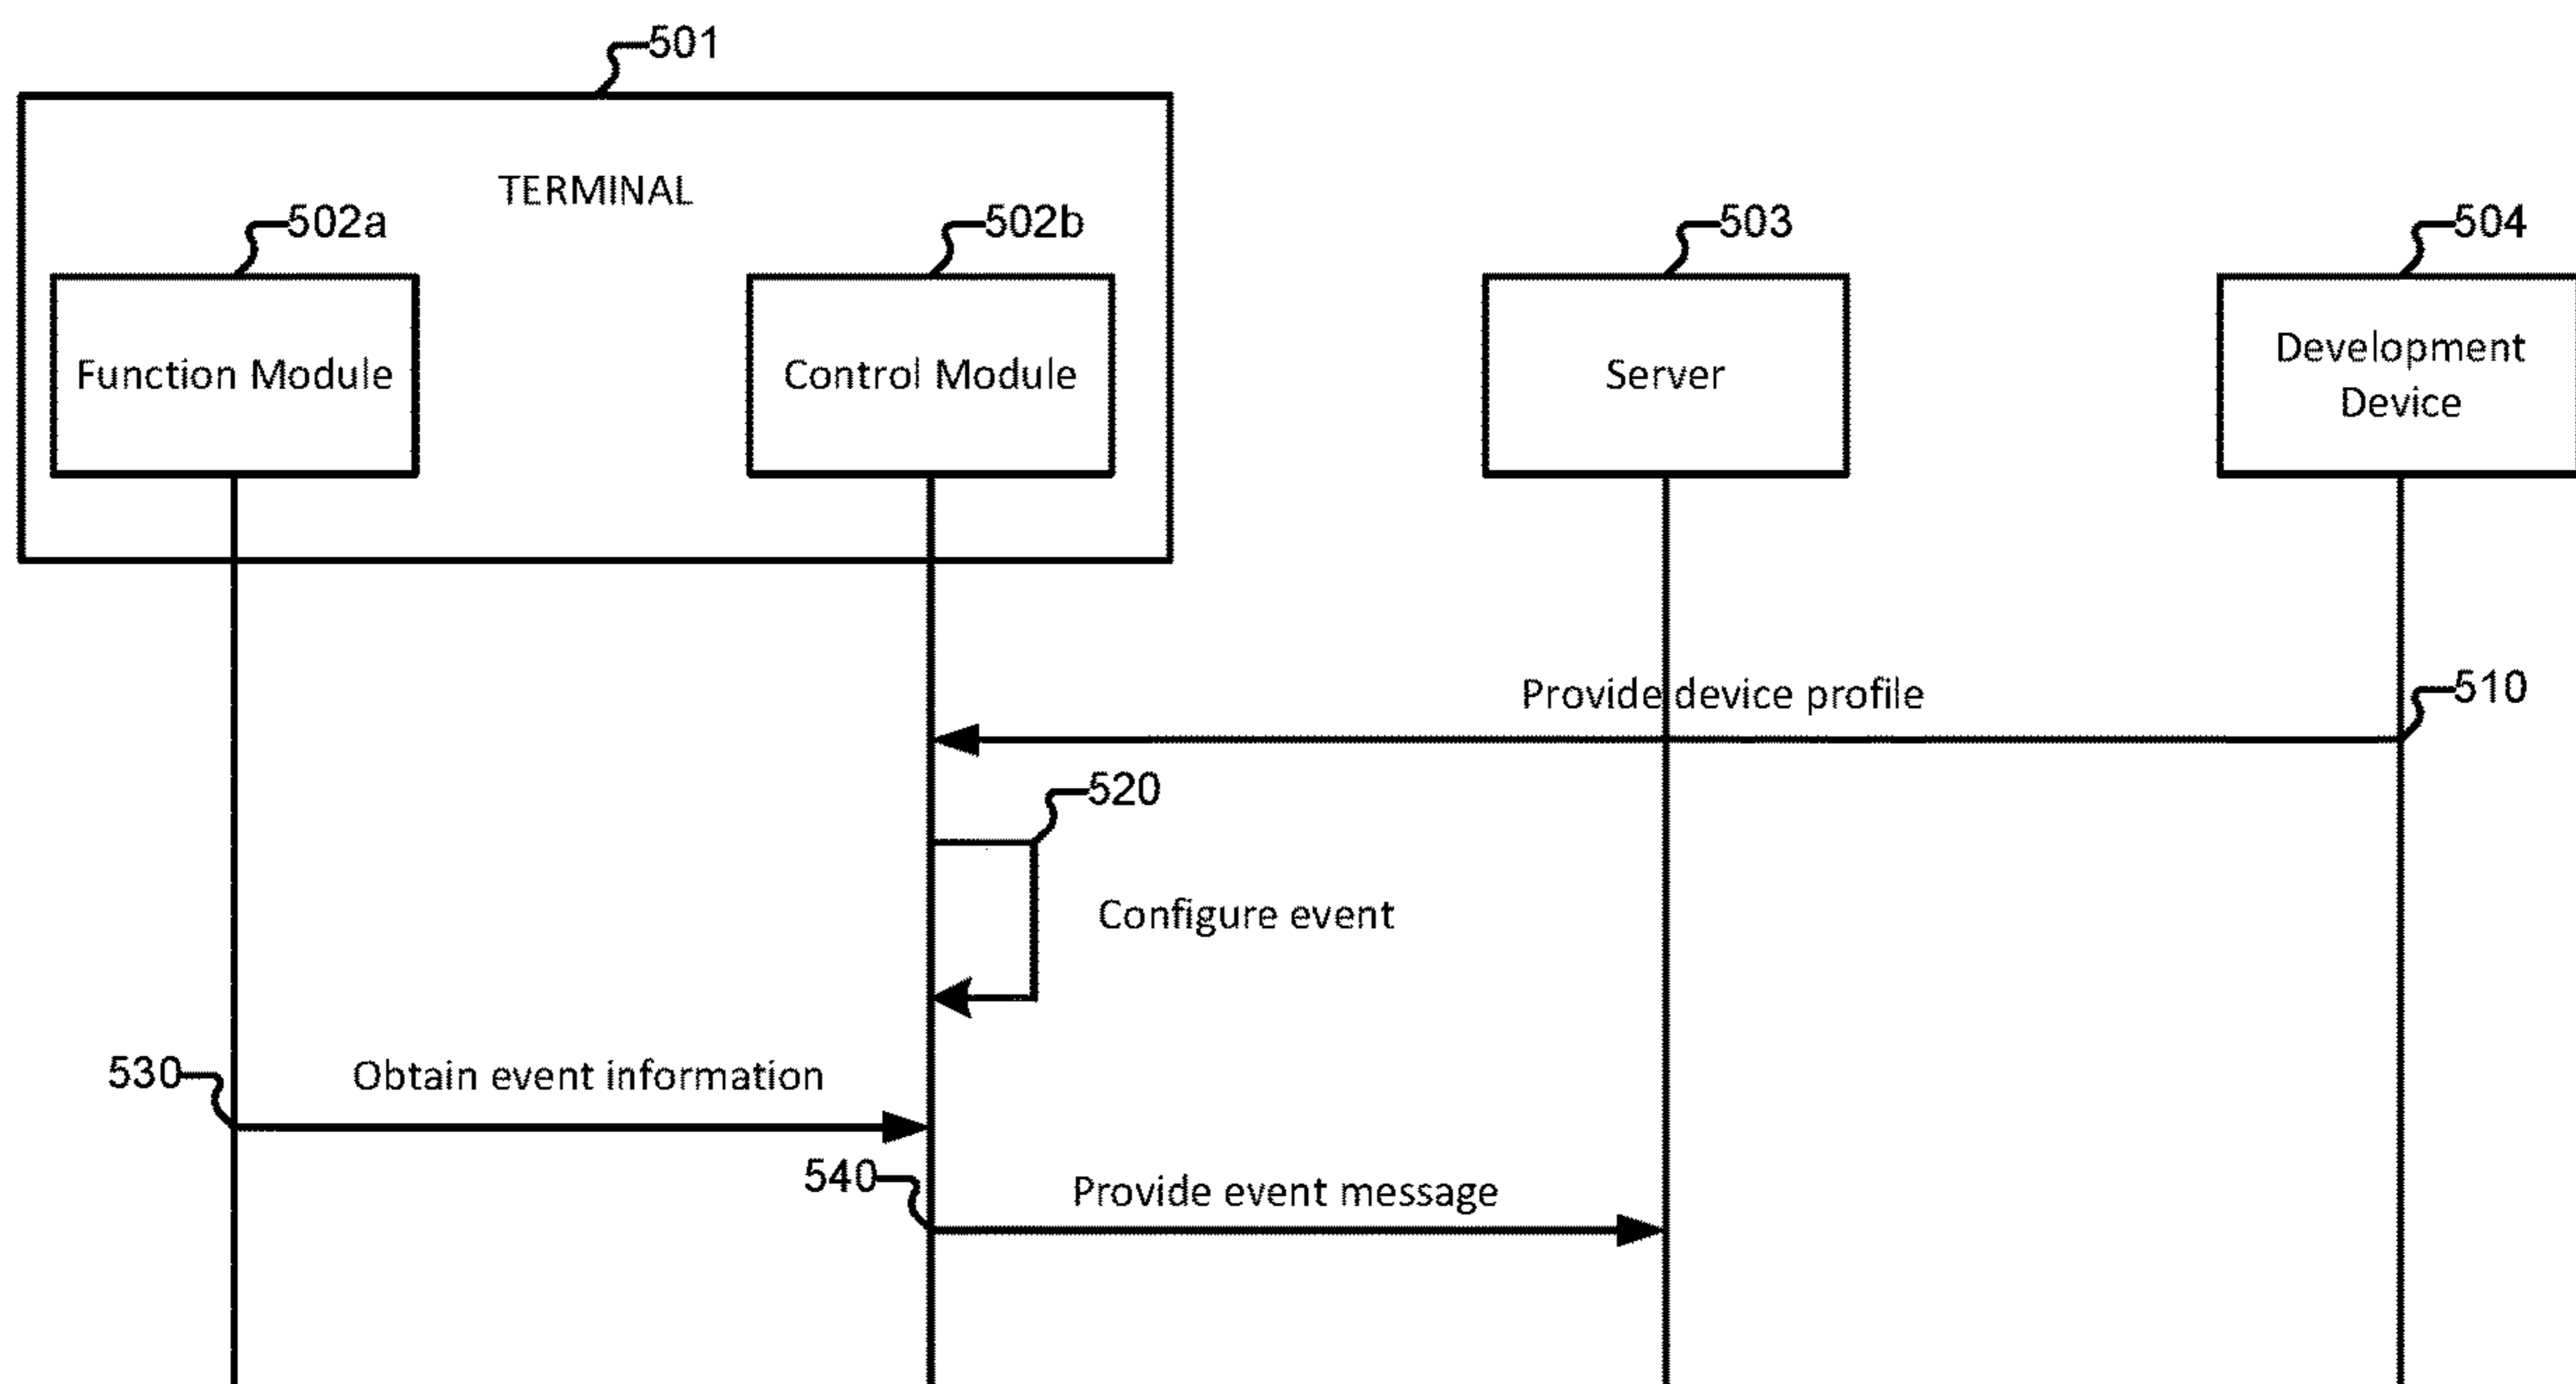 501
TERMINAL
502a
502b
503
504
Function Module
Control Module
Server
Development
Device
Provide device profile
510
520
Configure event
530
Obtain event information
540
Provide event message